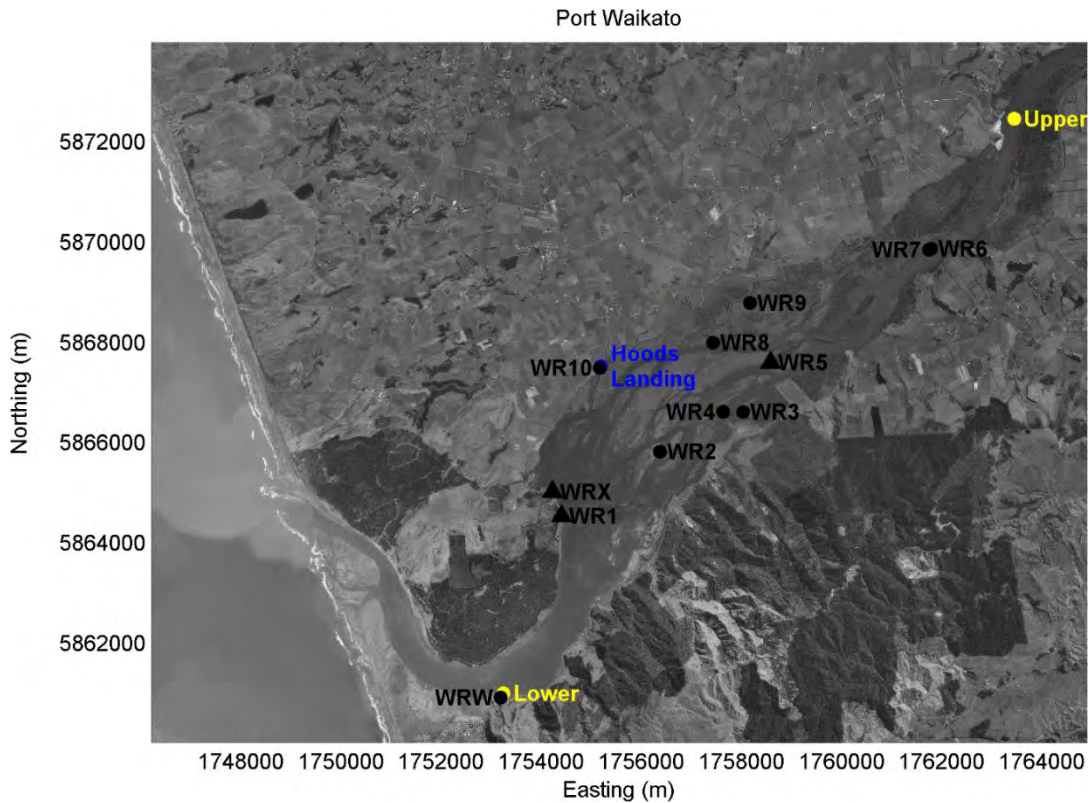 Port Waikato
Upper
WR7
WR6
WR9
WR8
Hoods
Landing
WR10
WR5
WR4
WR3
WR2
WRX
WR1
WRW
Lower
5872000
5870000
5868000
5866000
5864000
5862000
Northing (m)
1748000 1750000 1752000 1754000 1756000 1758000 1760000 1762000 1764000
Easting (m)